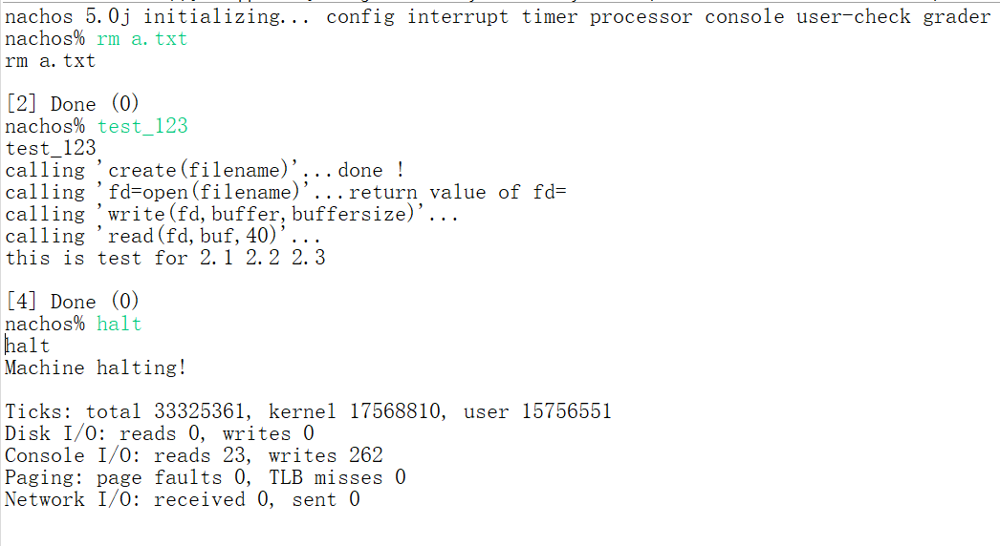 nachos 5.0j initializing... config interrupt timer processor console user-check grader
nachos% rm a.txt
rm a.txt
[2] Done (0)
nachos% test_123
test_123
calling 'create(filename)'...done !
calling 'fd=open(filename)'...return value of fd=
calling 'write(fd,buffer,buffersize)'...
calling 'read(fd,buf,40)'...
this is test for 2.1 2.2 2.3
[4] Done (0)
nachos% halt
halt
Machine halting!
Ticks: total 33325361, kernel 17568810, user 15756551
Disk I/O: reads 0, writes 0
Console I/O: reads 23, writes 262
Paging: page faults 0, TLB misses 0
Network I/O: received 0, sent 0